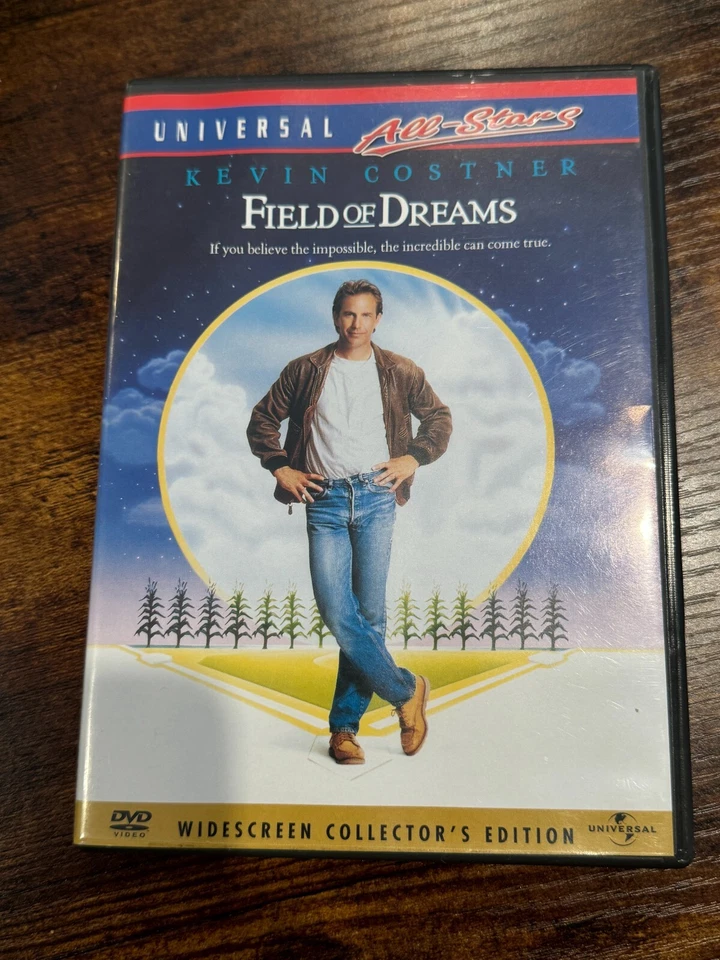 UNIVERSAL All-Stars
KEVIN COSTNER
FIELD OF DREAMS
If you believe the impossible, the incredible can come true.
DVD
VIDEO
WIDESCREEN COLLECTOR'S EDITION
UNIVERSAL